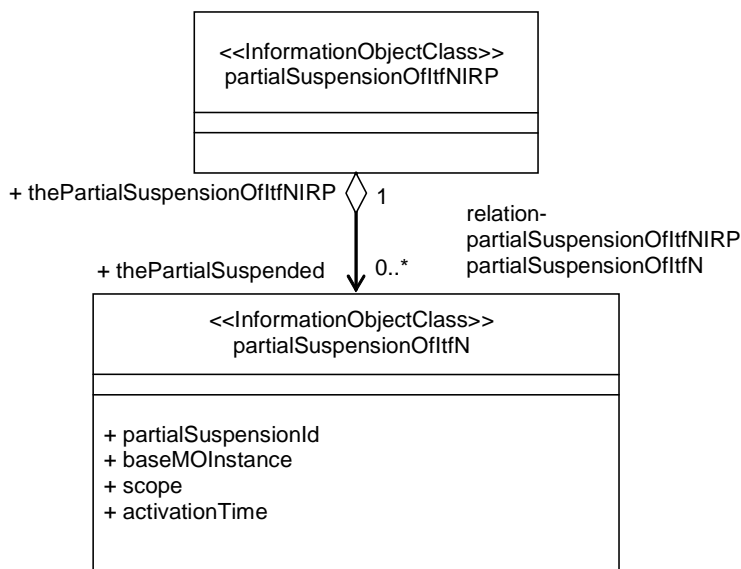 <<InformationObjectClass>>
partialSuspensionOfItfNIRP
+ thePartialSuspensionOfItfNIRP
1
relation-
partialSuspensionOfItfNIRP
partialSuspensionOfItfN
+ thePartialSuspended
0..*
<<InformationObjectClass>>
partialSuspensionOfItfN
+ partialSuspensionId
+ baseMOInstance
+ scope
+ activationTime